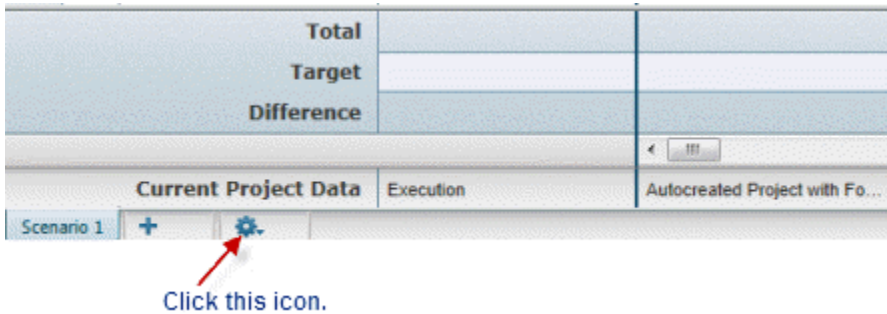 Total
Target
Difference
Current Project Data Execution Autocreated Project with Fo...
Scenario 1
Click this icon.